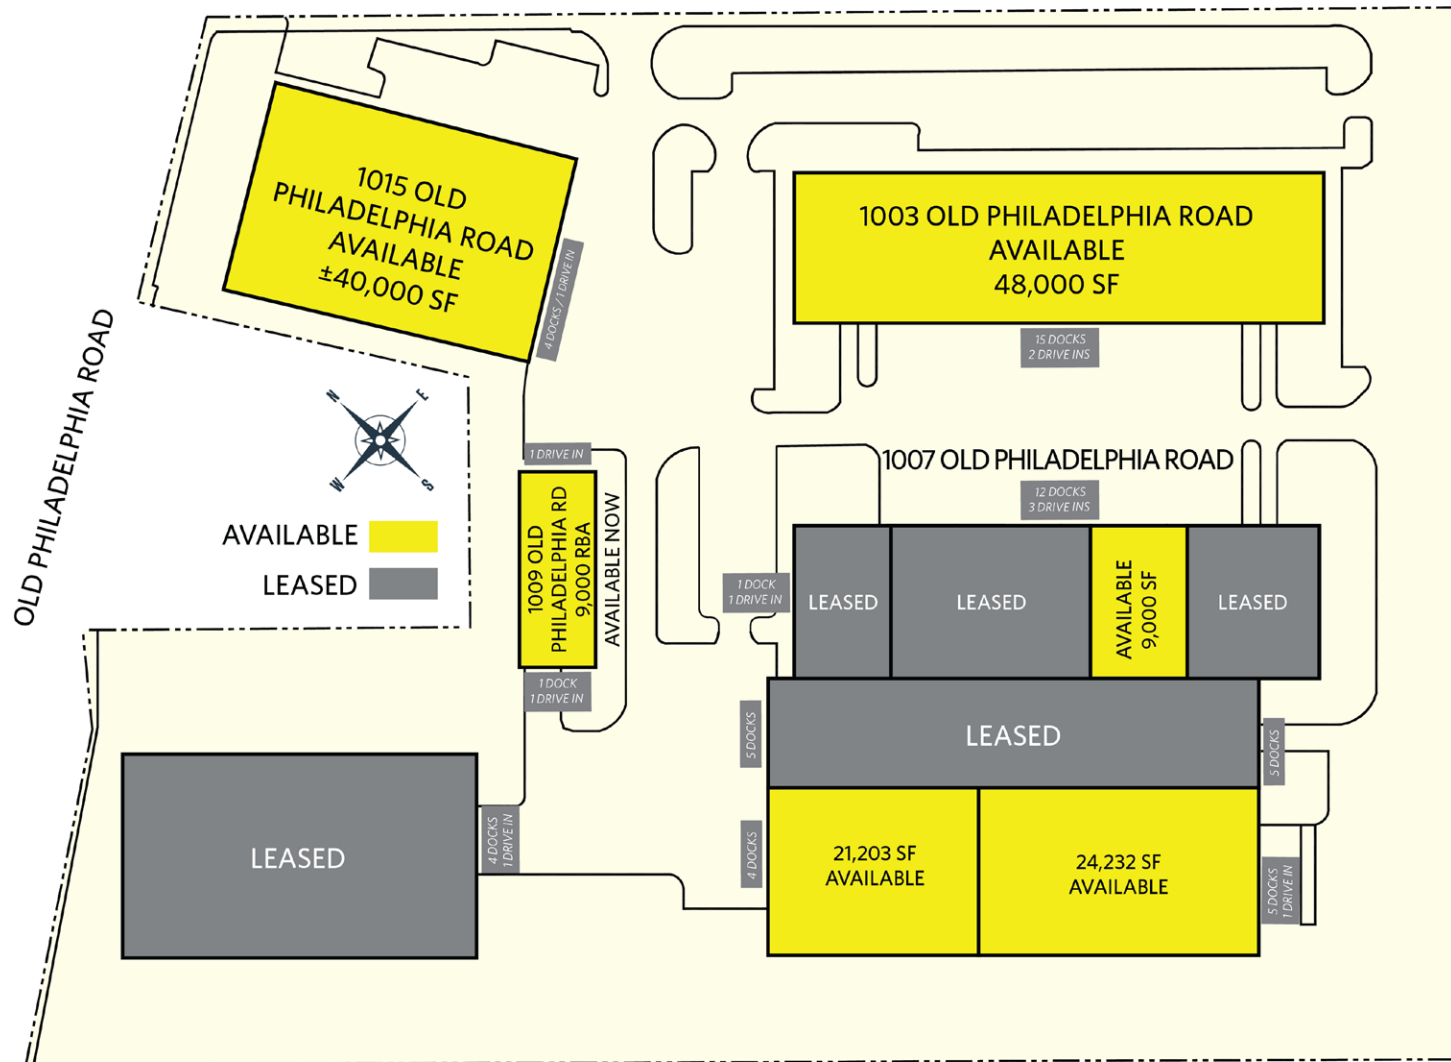 1015 OLD
PHILADELPHIA ROAD
AVAILABLE
±40,000 SF
4 DOCKS / 1 DRIVE IN
1003 OLD PHILADELPHIA ROAD
AVAILABLE
48,000 SF
15 DOCKS
2 DRIVE INS
OLD PHILADELPHIA ROAD
N
E
W
S
AVAILABLE
LEASED
1 DRIVE IN
1009 OLD
PHILADELPHIA RD
9,000 RBA
AVAILABLE NOW
1 DOCK
1 DRIVE IN
1007 OLD PHILADELPHIA ROAD
12 DOCKS
3 DRIVE INS
1 DOCK
1 DRIVE IN
LEASED
LEASED
AVAILABLE
9,000 SF
LEASED
5 DOCKS
LEASED
5 DOCKS
LEASED
4 DOCKS
1 DRIVE IN
4 DOCKS
21,203 SF
AVAILABLE
24,232 SF
AVAILABLE
5 DOCKS
1 DRIVE IN